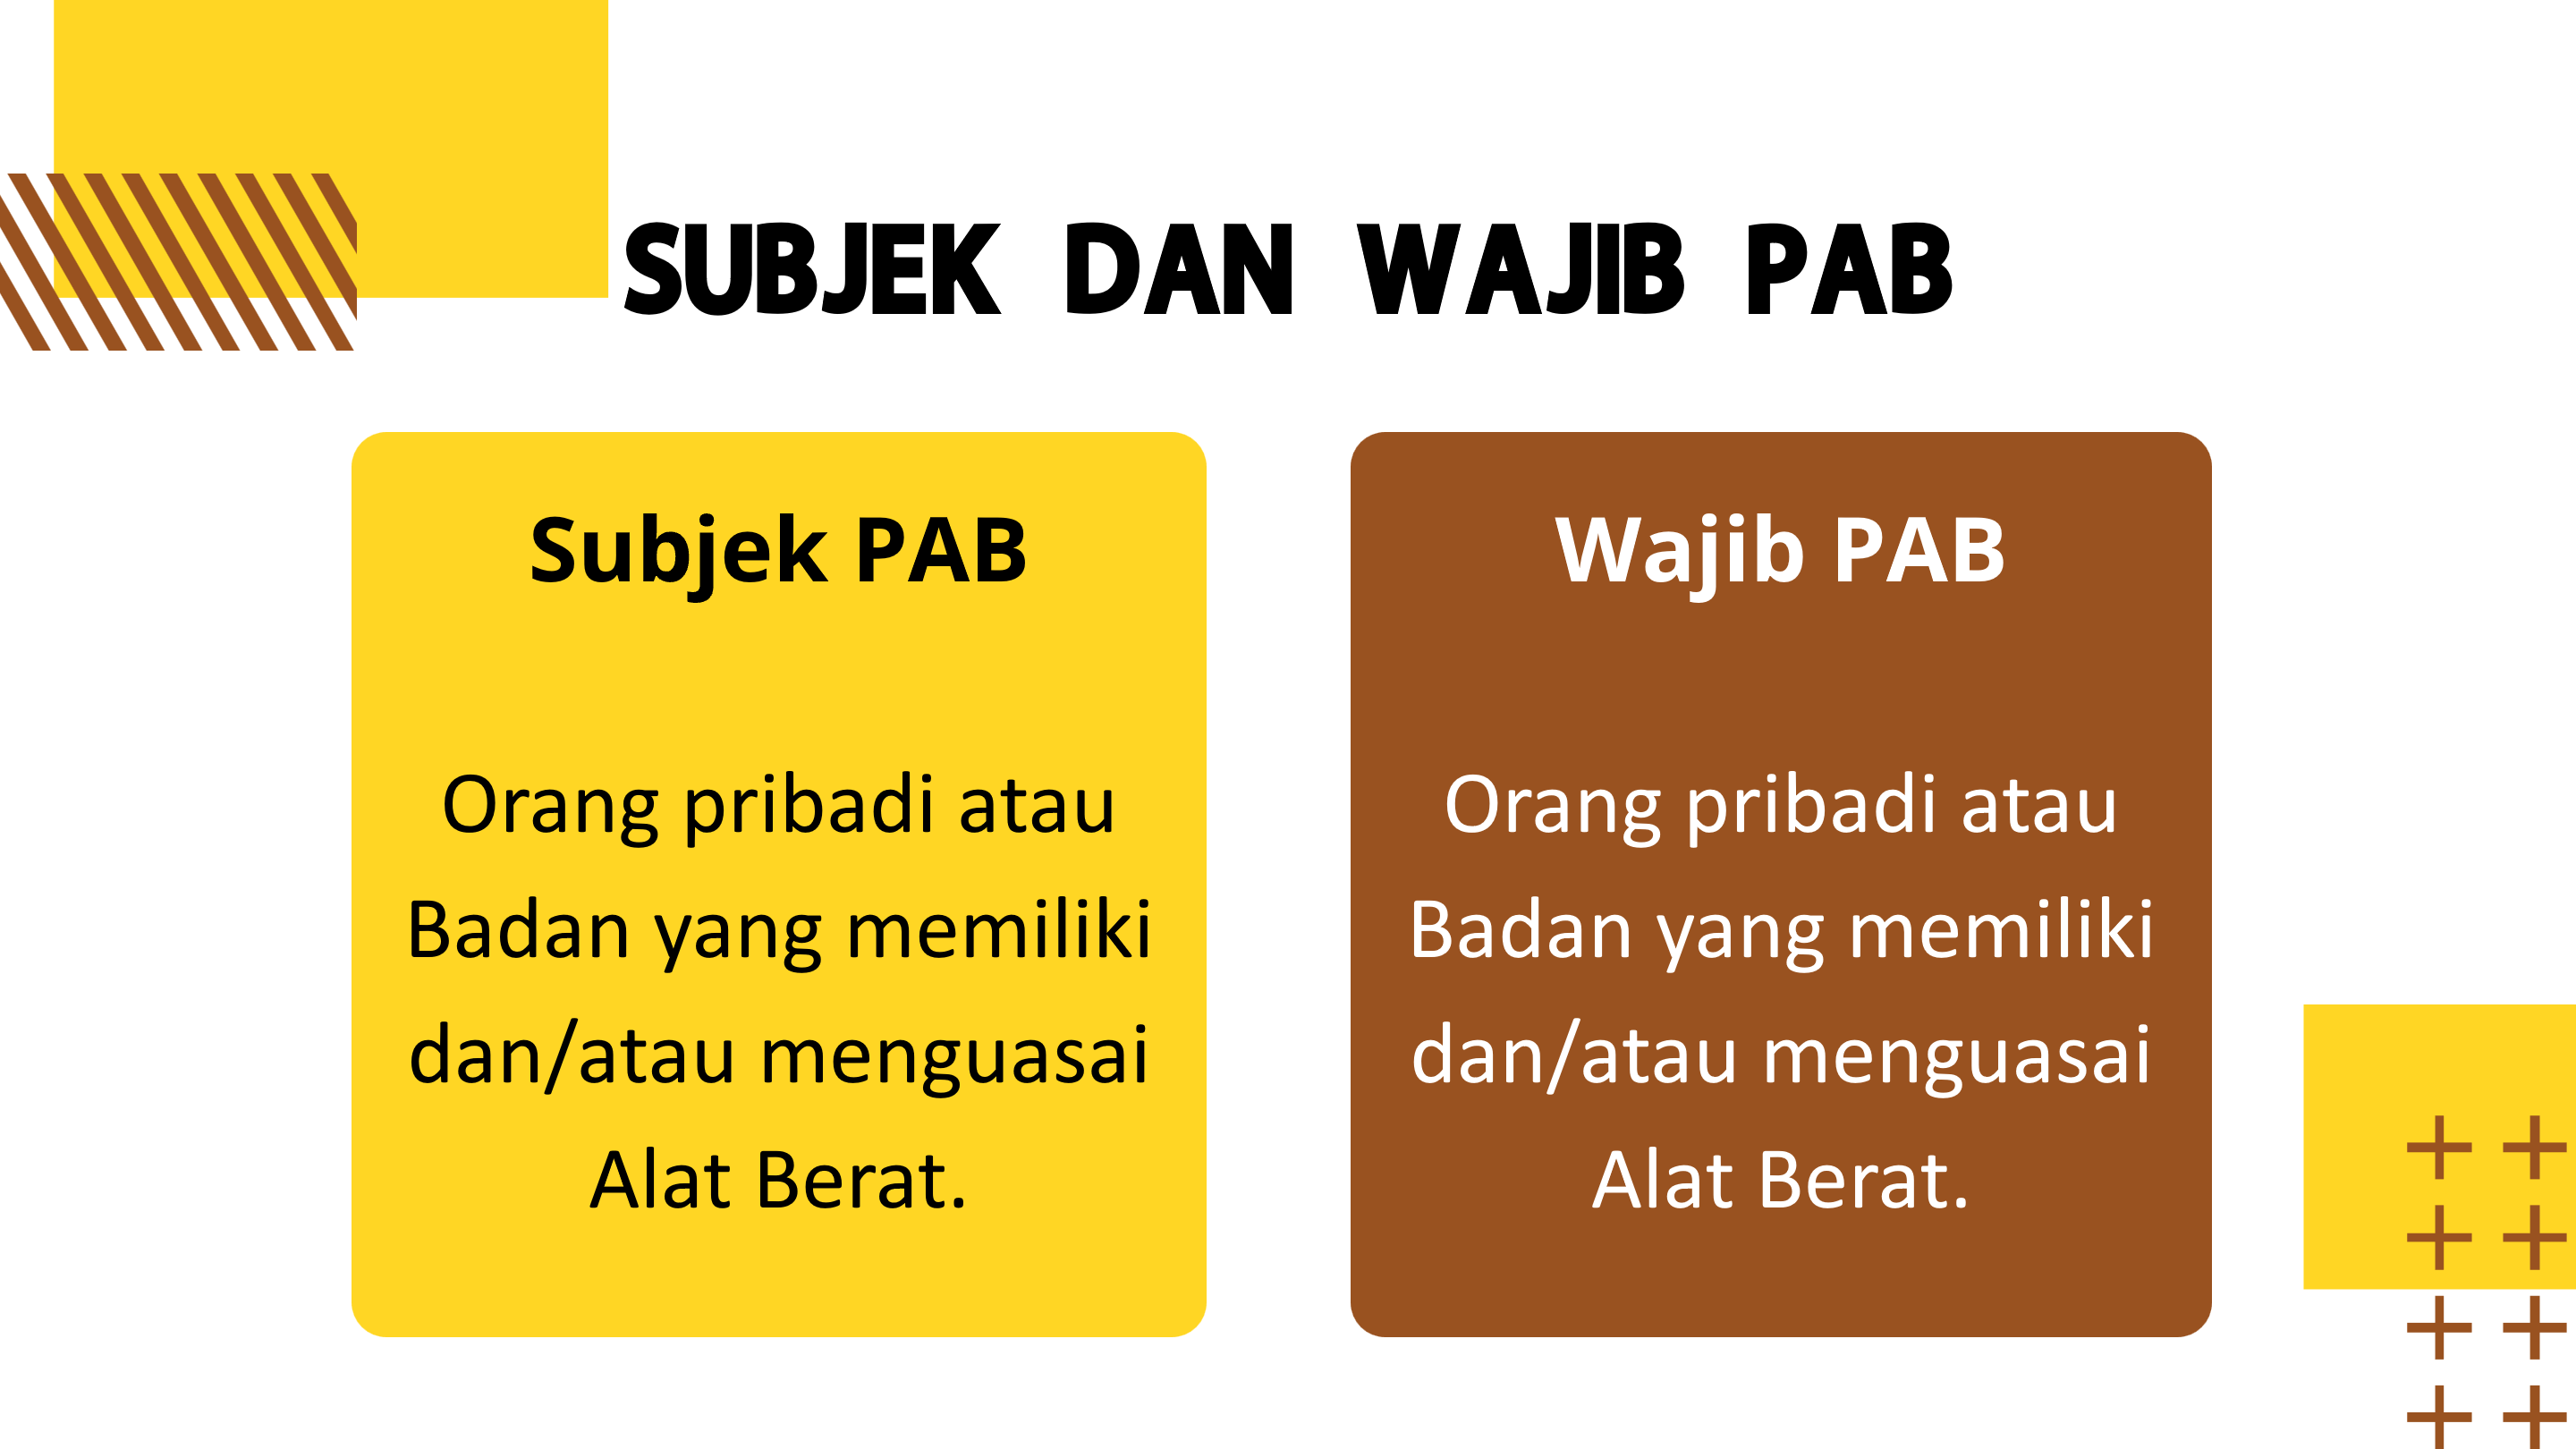 SUBJEK DAN WAJIB PAB
Subjek PAB
Orang pribadi atau
Badan yang memiliki
dan/atau menguasai
Alat Berat.
Wajib PAB
Orang pribadi atau
Badan yang memiliki
dan/atau menguasai
Alat Berat.